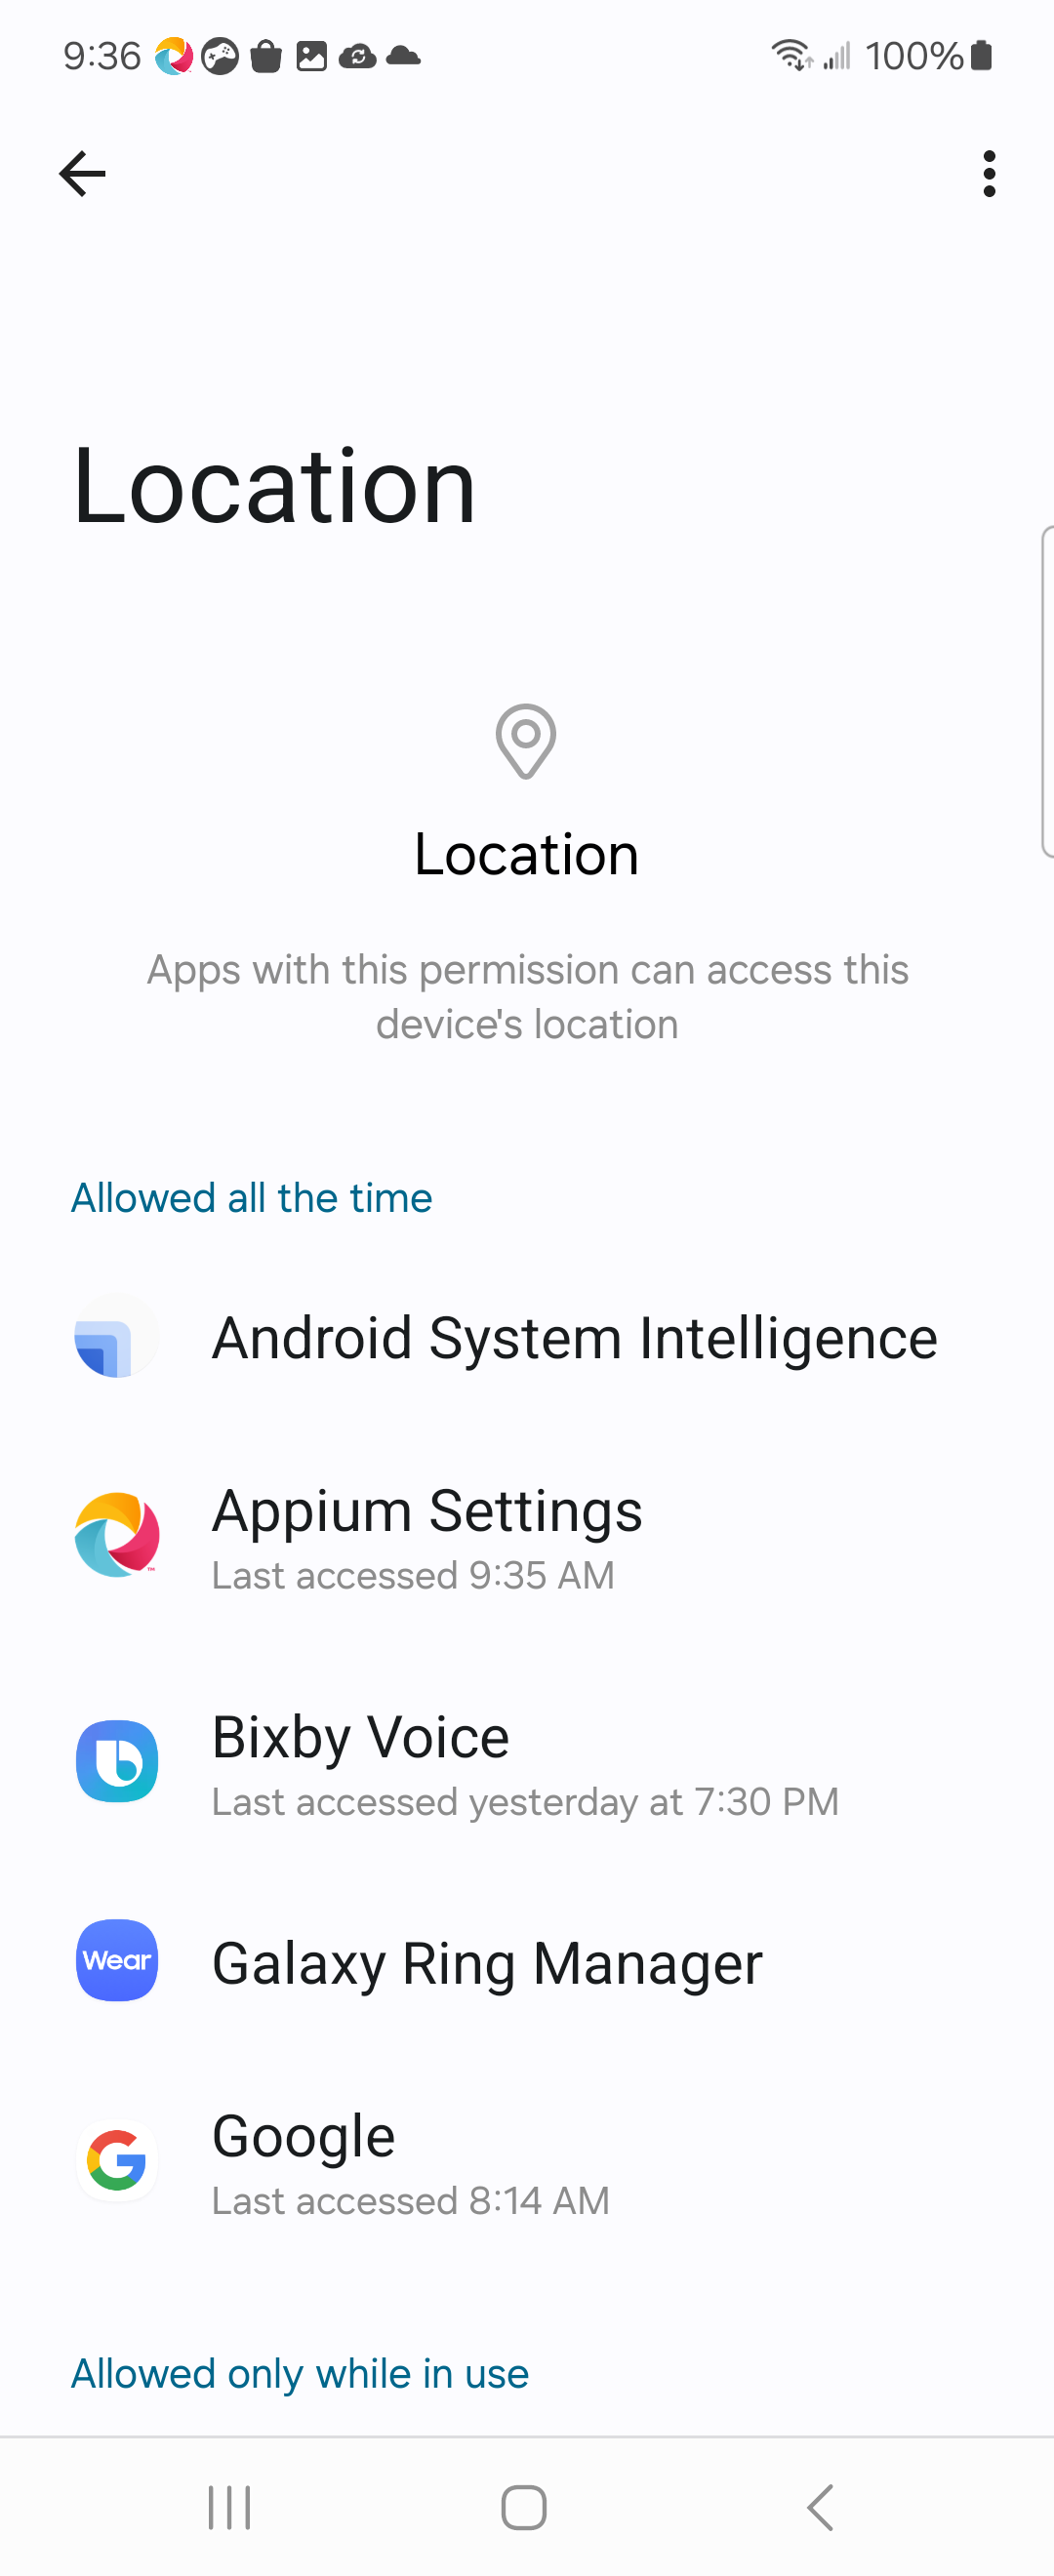 9:36
100%
Location
Location
Apps with this permission can access this
device's location
Allowed all the time
Android System Intelligence
Appium Settings
Last accessed 9:35 AM
Bixby Voice
Last accessed yesterday at 7:30 PM
Wear
Galaxy Ring Manager
Google
Last accessed 8:14 AM
Allowed only while in use